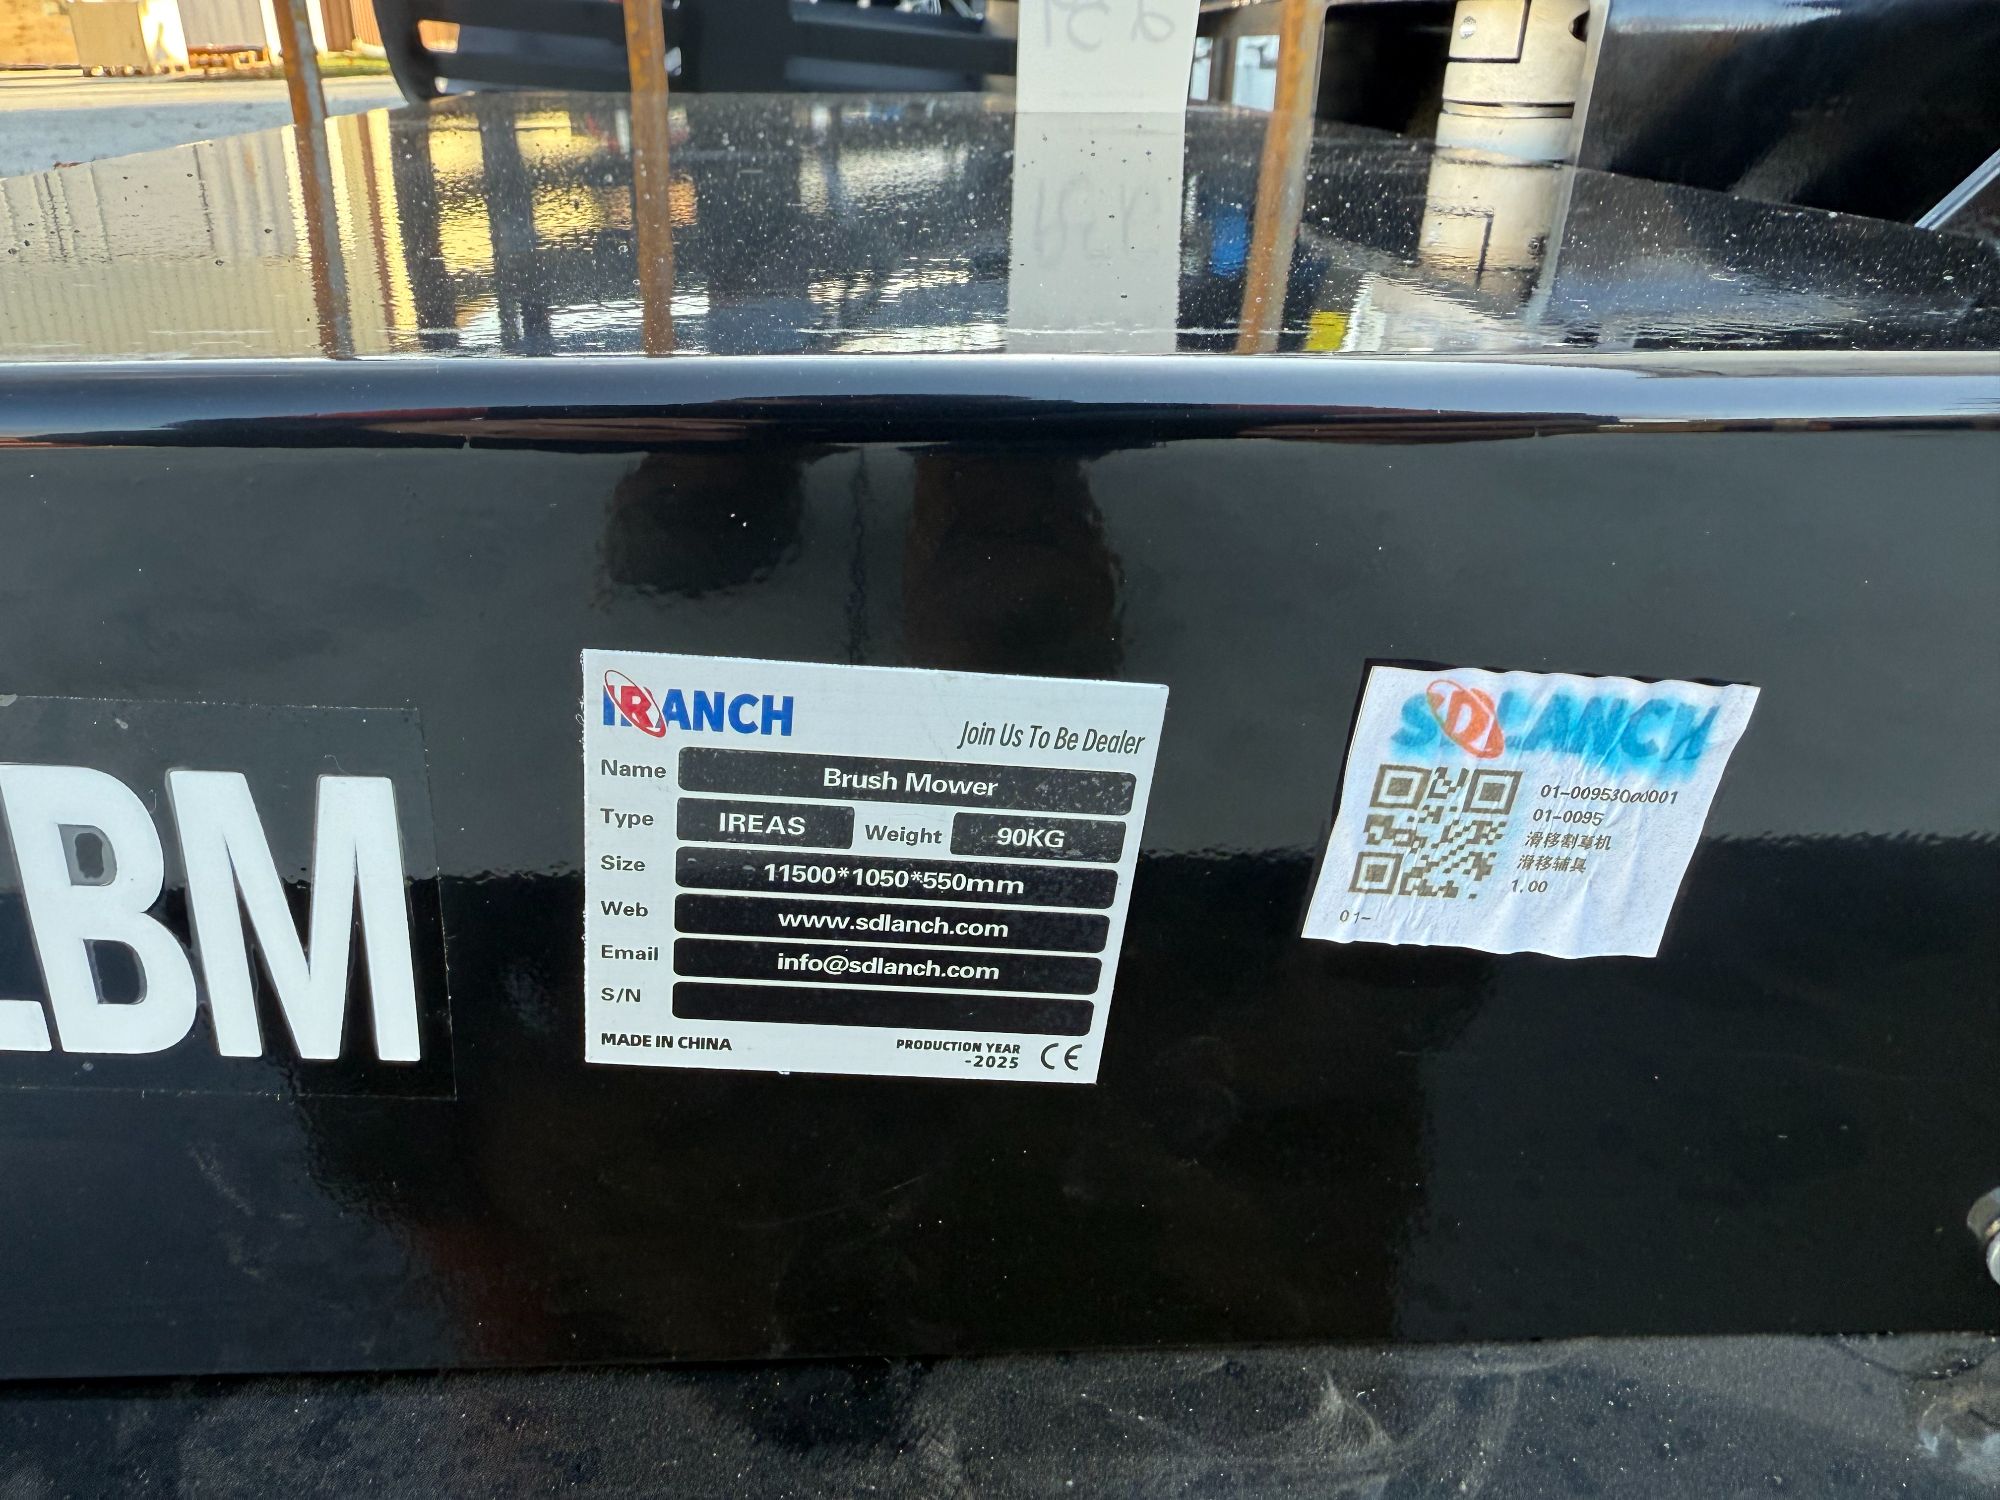 LBM
IRANCH
Join Us To Be Dealer
Name Brush Mower
Type IREAS Weight 90KG
Size 11500*1050*550mm
Web www.sdlanch.com
Email info@sdlanch.com
S/N
MADE IN CHINA
PRODUCTION YEAR
-2025 CE
SDLANCH
01-00953000001
01-0095
滑移割草机
滑移辅具
1.00
01-